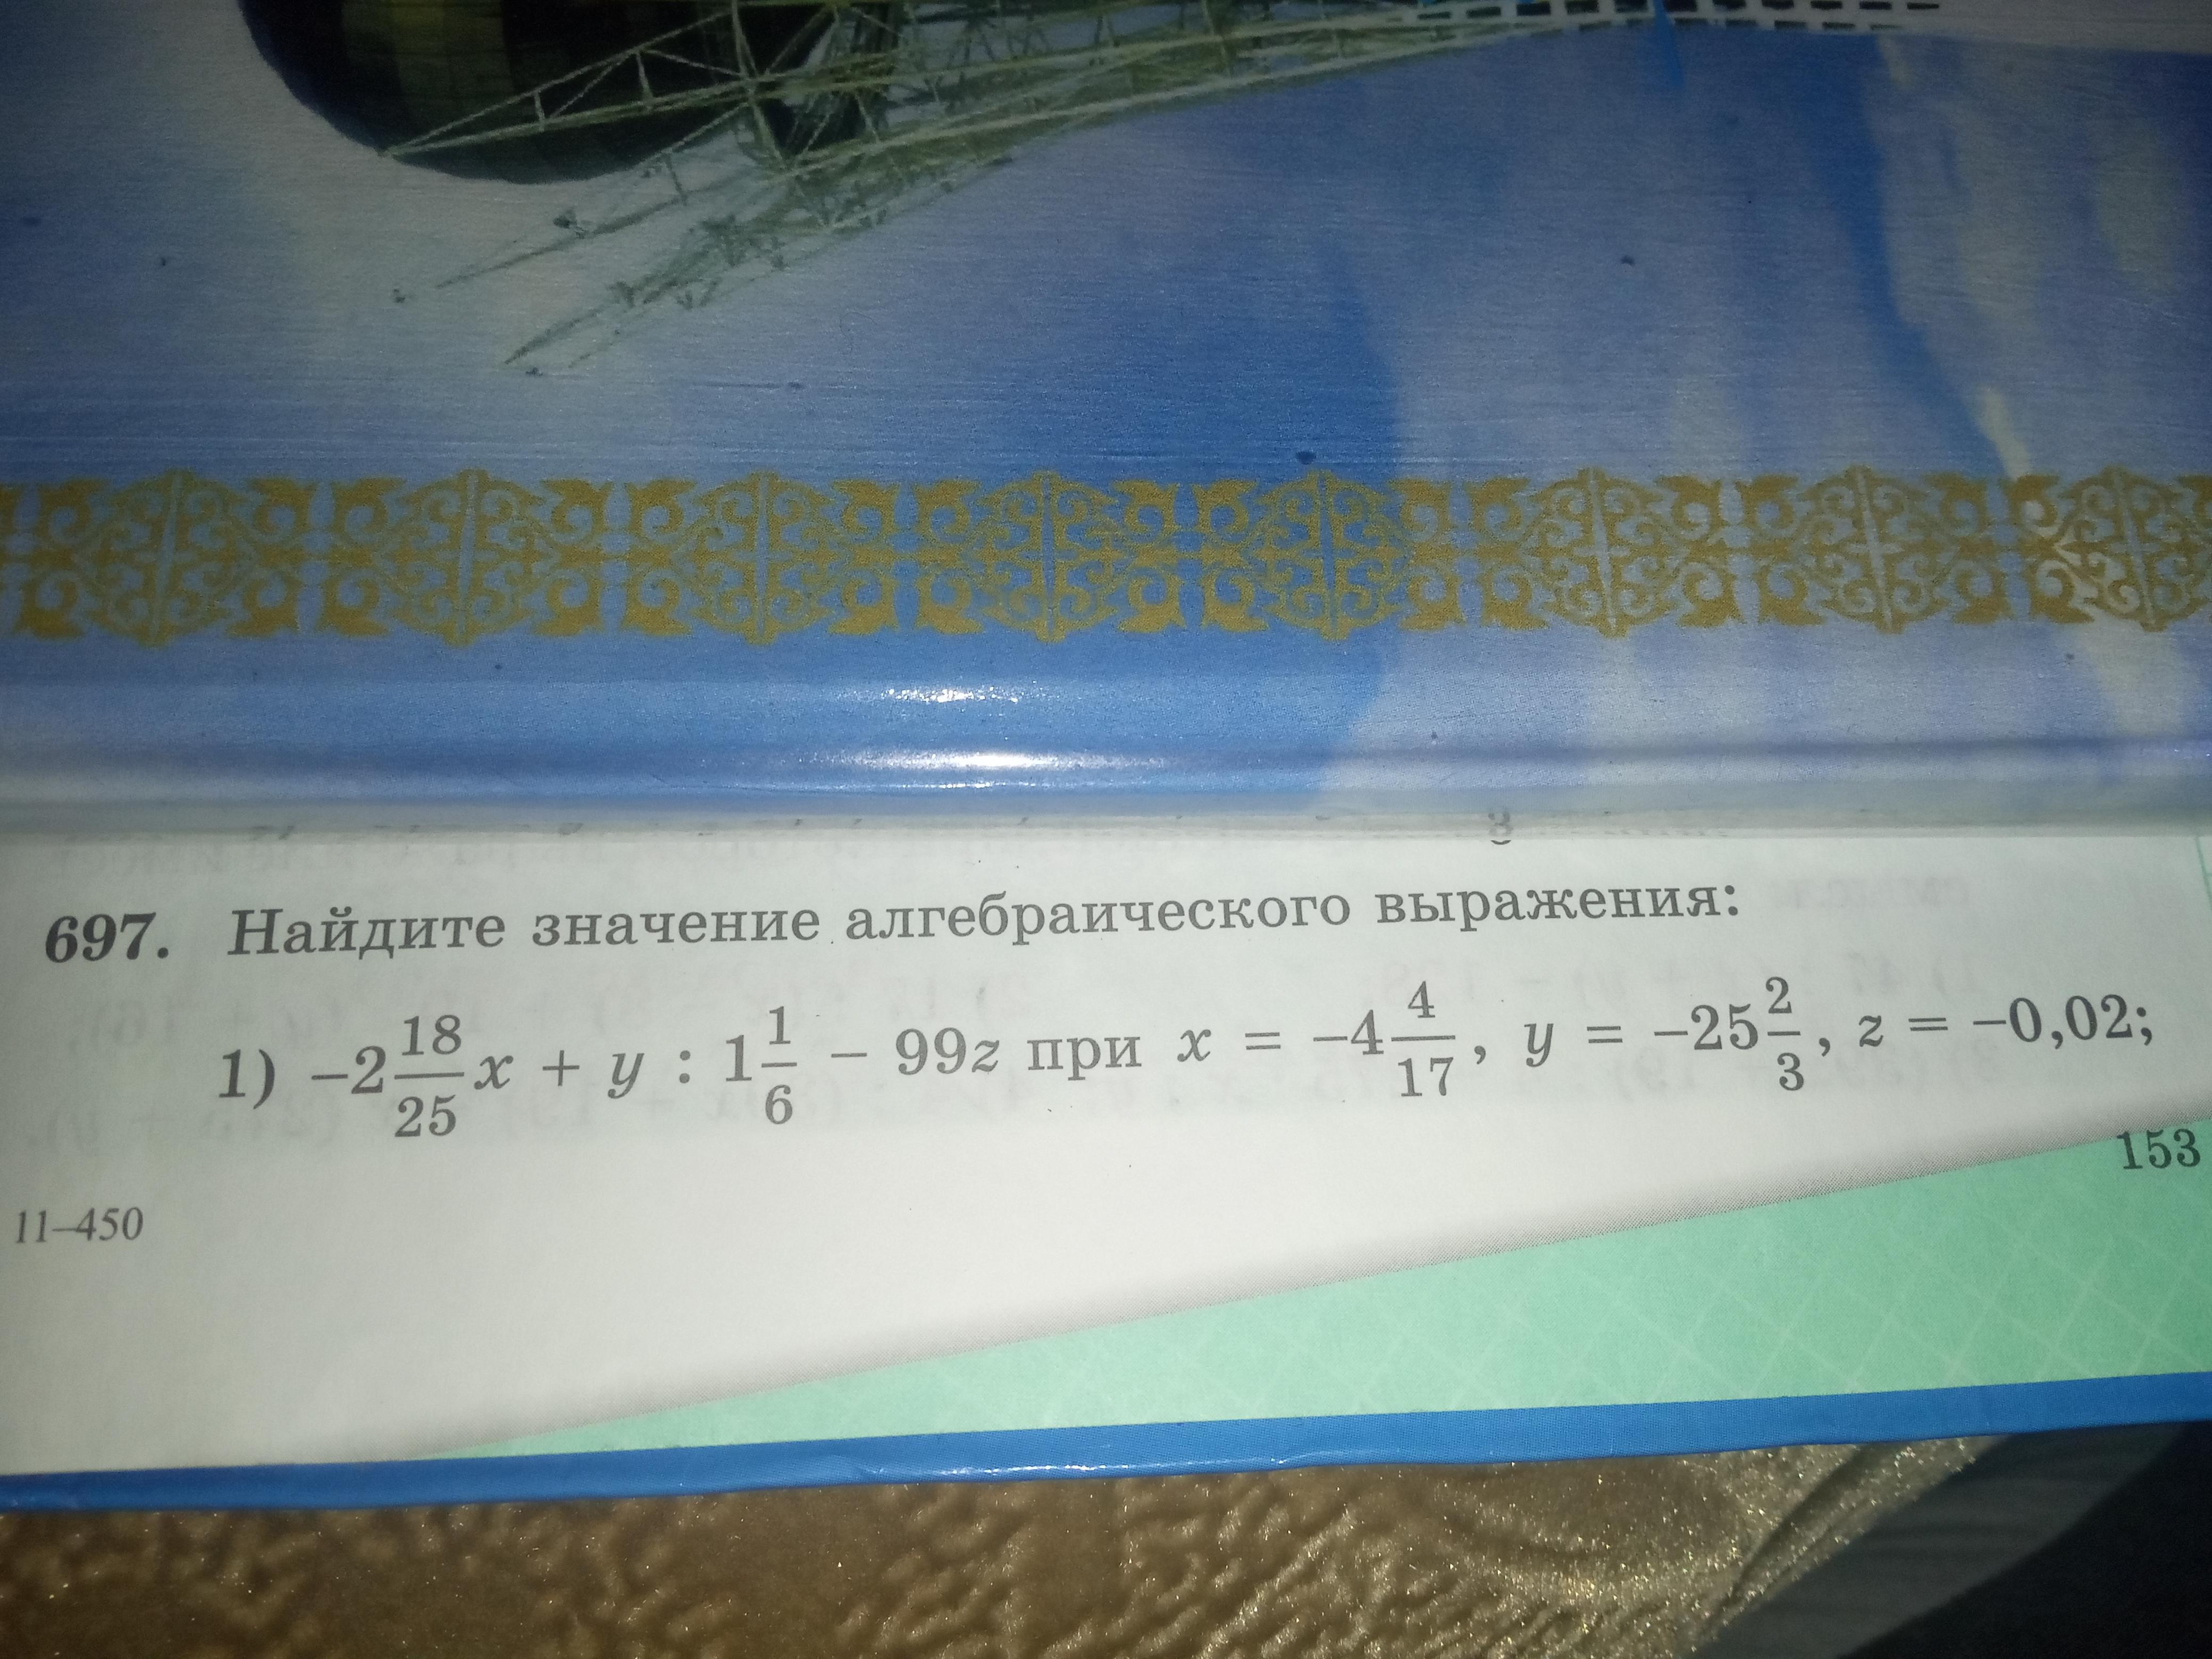 697. Найдите значение алгебраического выражения:
1) −2 18/25 x + y : 1 1/6 − 99z при x = −4 4/17, y = −25 2/3, z = −0,02;
153
11–450